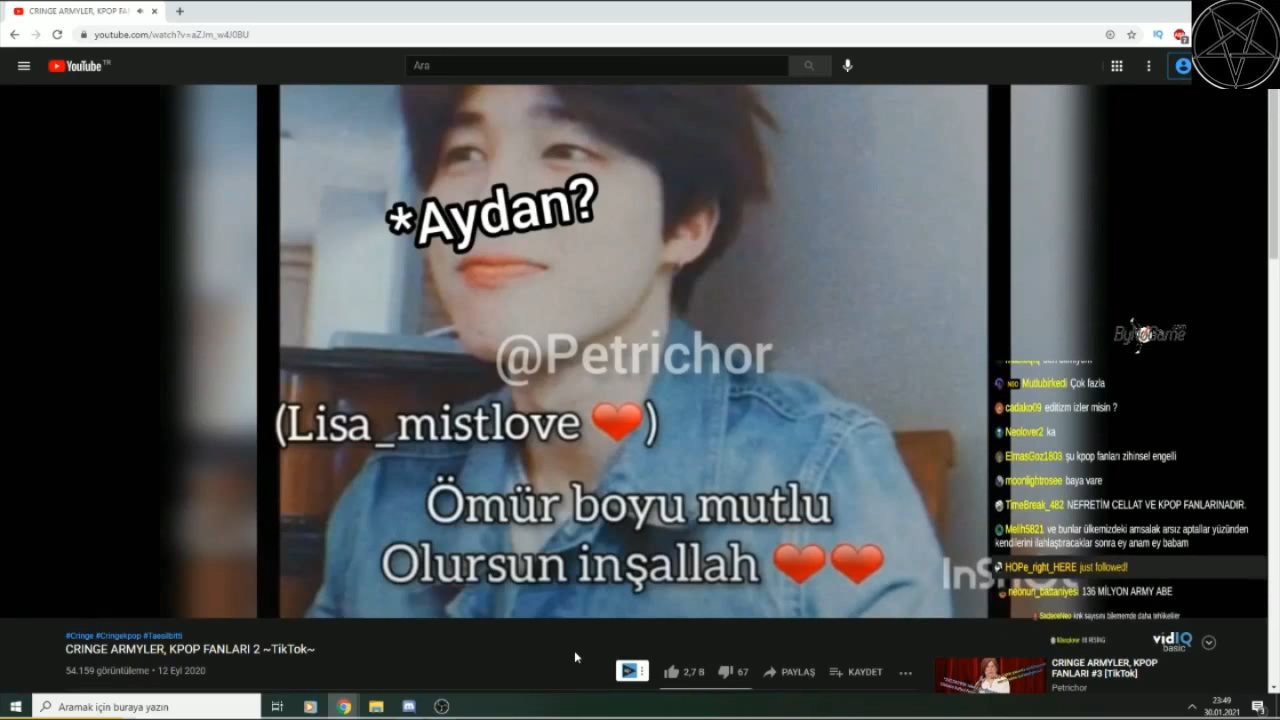 CRINGE ARMYLER, KPOP FAN
youtube.com/watch?v=aZJm_w4J0BU
YouTube TR
Ara
*Aydan?
@Petrichor
(Lisa_mistlove ❤️)
Ömür boyu mutlu
Olursun inşallah ❤️❤️
InSHOT
ByNoGame
Mutlubirkedi Çok fazla
cadako09 editizm izler misin ?
Neolover2 ka
ElmasGoz1803 şu kpop fanları zihinsel engelli
moonlightrosee baya vare
TimeBreak_482 NEFRETİM CELLAT VE KPOP FANLARINADIR.
Melih5821 ve bunlar ülkemizdeki amsalak arsız aptallar yüzünden
kendilerini ilahlaştıracaklar sonra ey anam ey babam
HOPe_right_HERE just followed!
neonun_battaniyesi 136 MİLYON ARMY ABE
#Cringe #Cringekpop #Taesilbitti
CRINGE ARMYLER, KPOP FANLARI 2 ~TikTok~
54.159 görüntüleme • 12 Eyl 2020
2,7 B
67
PAYLAŞ
KAYDET
vidIQ
basic
CRINGE ARMYLER, KPOP
FANLARI #3 [TikTok]
Petrichor
Aramak için buraya yazın
23:49
30.01.2021